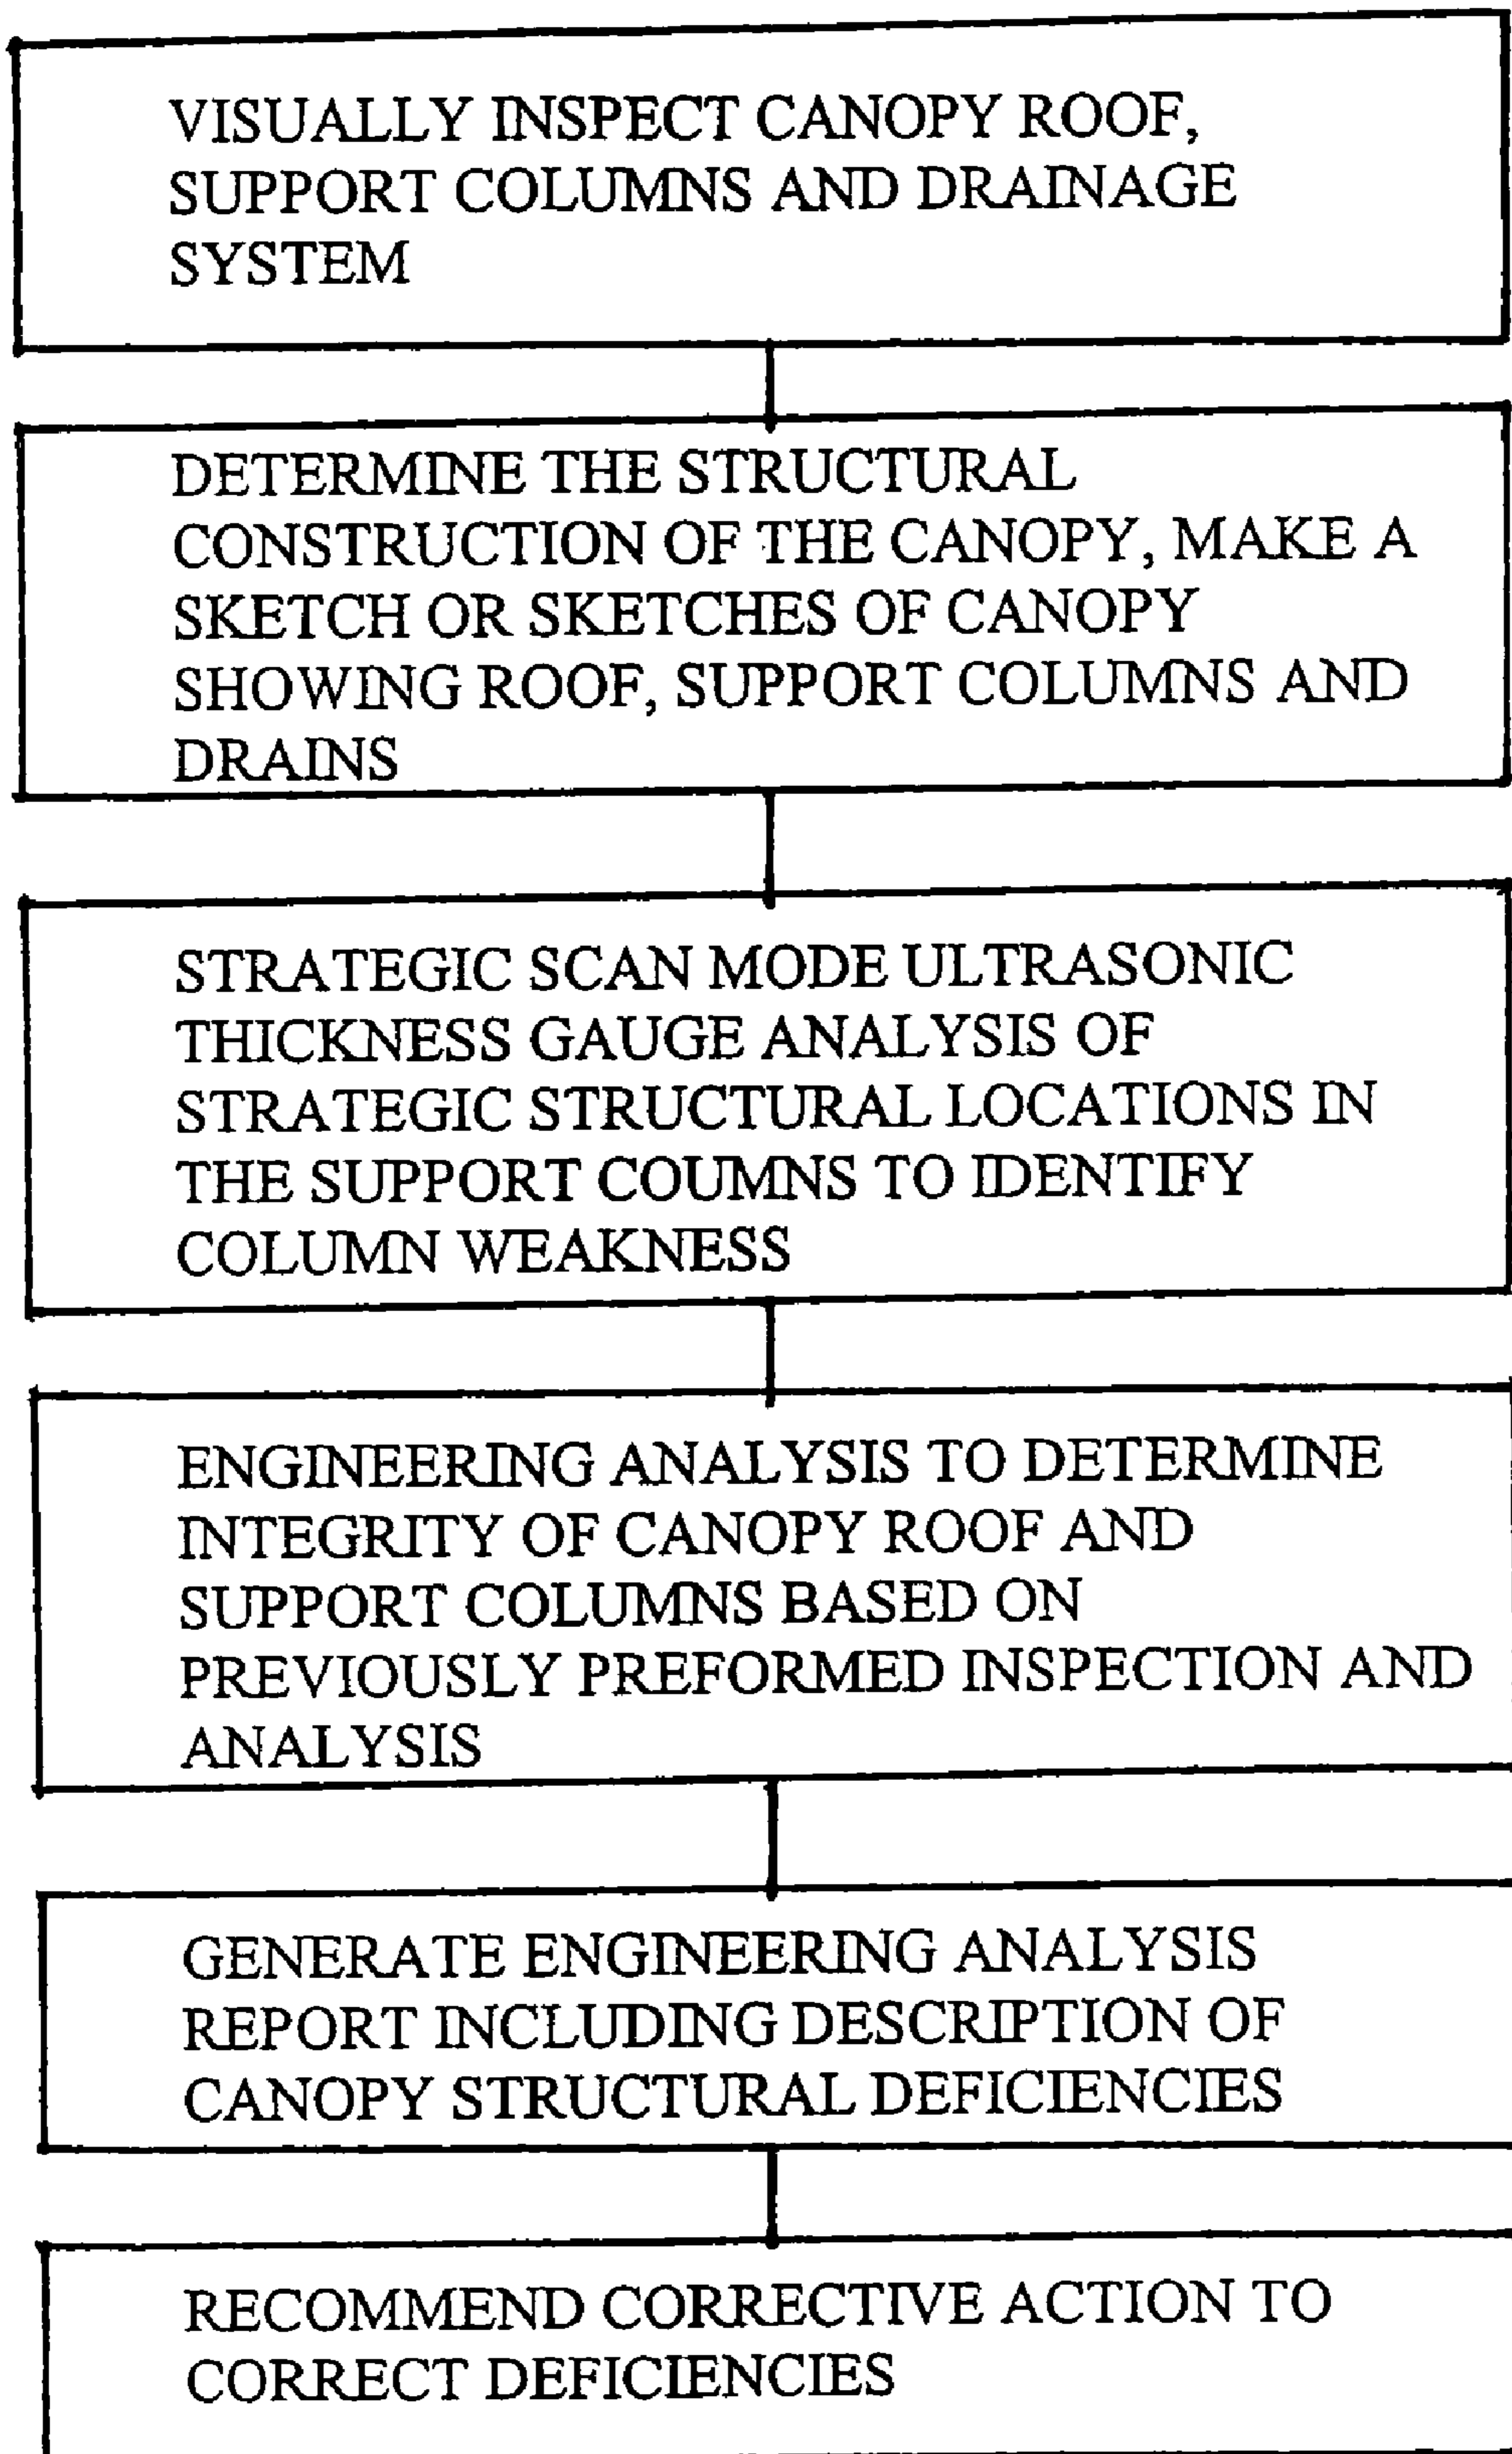 VISUALLY INSPECT CANOPY ROOF,
SUPPORT COLUMNS AND DRAINAGE
SYSTEM
DETERMINE THE STRUCTURAL
CONSTRUCTION OF THE CANOPY, MAKE A
SKETCH OR SKETCHES OF CANOPY
SHOWING ROOF, SUPPORT COLUMNS AND
DRAINS
STRATEGIC SCAN MODE ULTRASONIC
THICKNESS GAUGE ANALYSIS OF
STRATEGIC STRUCTURAL LOCATIONS IN
THE SUPPORT COUMNS TO IDENTIFY
COLUMN WEAKNESS
ENGINEERING ANALYSIS TO DETERMINE
INTEGRITY OF CANOPY ROOF AND
SUPPORT COLUMNS BASED ON
PREVIOUSLY PREFORMED INSPECTION AND
ANALYSIS
GENERATE ENGINEERING ANALYSIS
REPORT INCLUDING DESCRIPTION OF
CANOPY STRUCTURAL DEFICIENCIES
RECOMMEND CORRECTIVE ACTION TO
CORRECT DEFICIENCIES